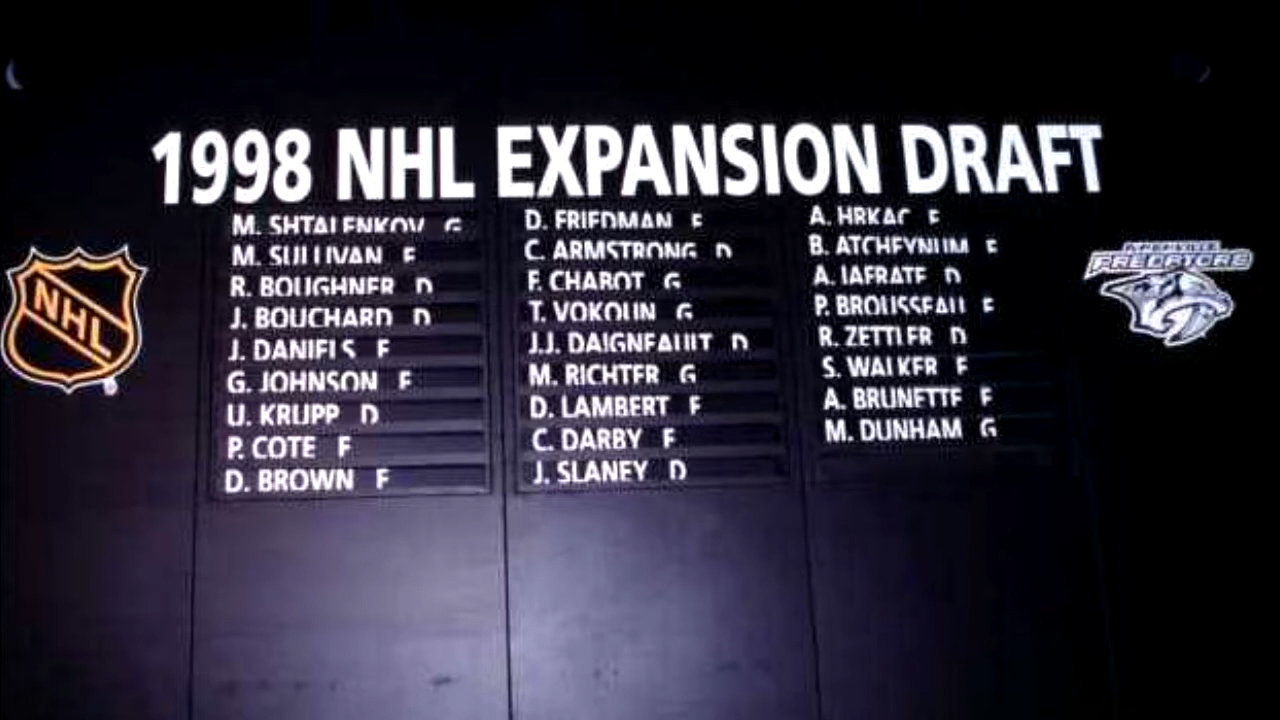 1998 NHL EXPANSION DRAFT
M. SHTALENKOV G
M. SULLIVAN F
R. BOUGHNER D
J. BOUCHARD D
J. DANIELS F
G. JOHNSON F
U. KRUPP D
P. COTE F
D. BROWN F
D. FRIEDMAN F
C. ARMSTRONG D
F. CHABOT G
T. VOKOUN G
J.J. DAIGNEAULT D
M. RICHTER G
D. LAMBERT F
C. DARBY F
J. SLANEY D
A. HRKAC F
B. ATCHEYNUM F
A. IAFRATE D
P. BROUSSEAU F
R. ZETTLER D
S. WALKER F
A. BRUNETTE F
M. DUNHAM G
NHL
NASHVILLE
PREDATORS